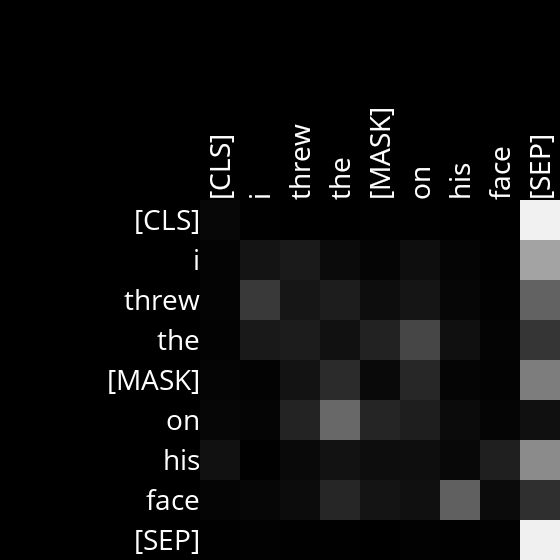 [CLS] i threw the [MASK] on his face [SEP]
[CLS]
i
threw
the
[MASK]
on
his
face
[SEP]